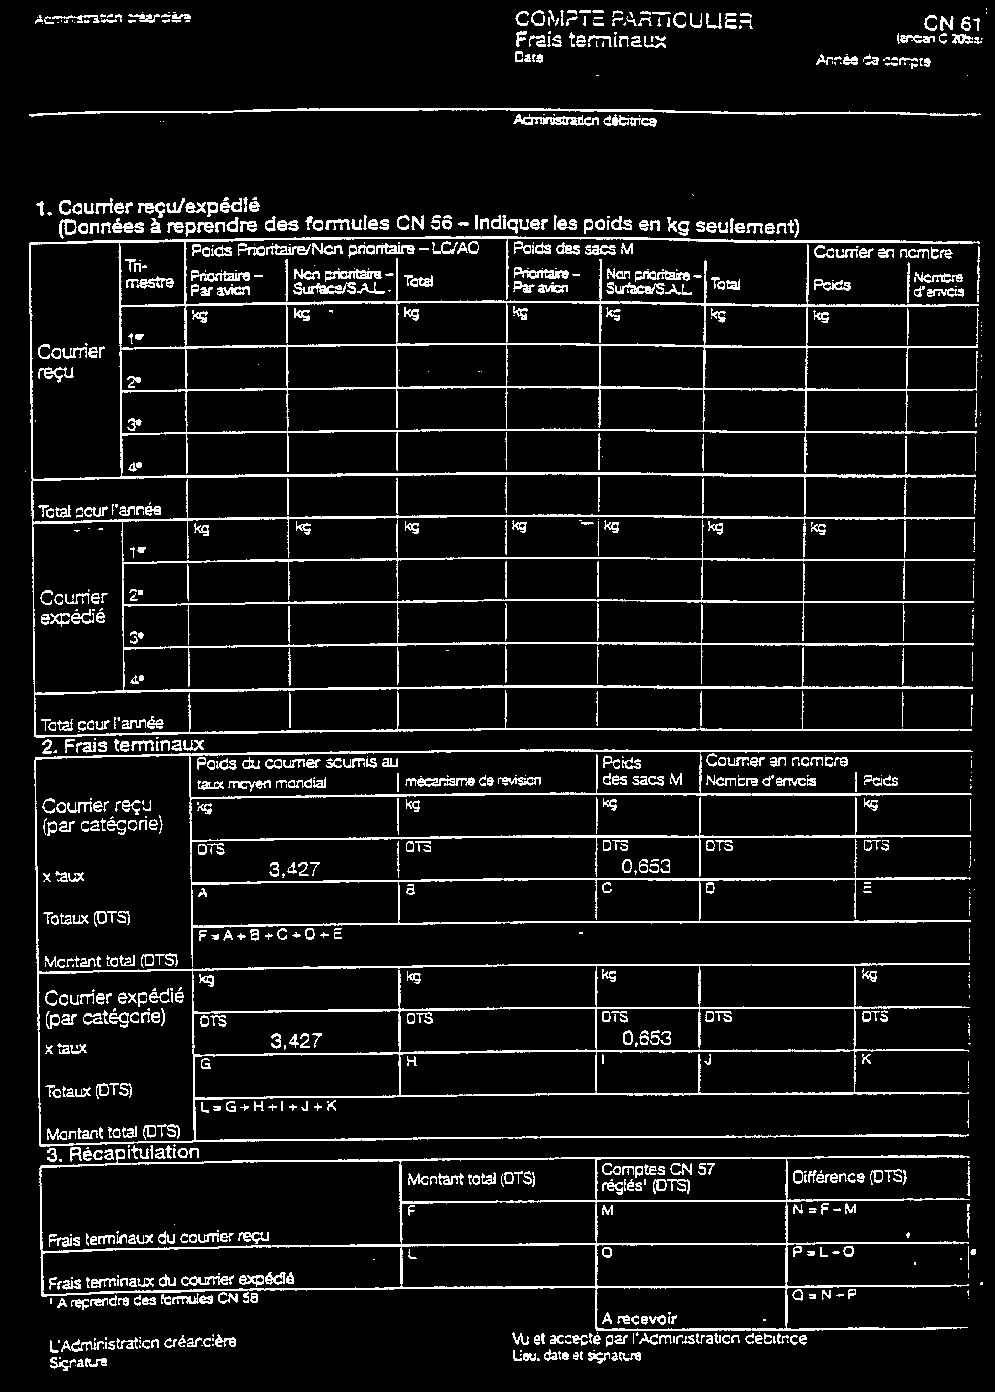 Administration créancière
COMPTE PARTICULIER
Frais terminaux
Date
CN 61
(ancien C 20bis)
Année de compte
Administration débitrice
1. Courrier reçu/expédié
(Données à reprendre des formules CN 56 – Indiquer les poids en kg seulement)
Tri-
mestre
Poids Prioritaire/Non prioritaire – LC/AO
Poids des sacs M
Courrier en nombre
Prioritaire –
Par avion
Non prioritaire –
Surface/S.A.L.
Total
Prioritaire –
Par avion
Non prioritaire –
Surface/S.A.L.
Total
Poids
Nombre
d'envois
Courrier
reçu
kg kg kg kg kg kg kg
1er
2e
3e
4e
Total pour l'année
Courrier
expédié
kg kg kg kg kg kg kg
1er
2e
3e
4e
Total pour l'année
2. Frais terminaux
Poids du courrier soumis au
taux moyen mondial
mécanisme de revision
Poids
des sacs M
Courrier en nombre
Nombre d'envois
Poids
Courrier reçu
(par catégorie)
kg kg kg kg
x taux
DTS DTS DTS DTS DTS
3,427 0,653
Totaux (DTS)
A B C D E
Montant total (DTS)
F = A + B + C + D + E
Courrier expédié
(par catégorie)
kg kg kg kg
x taux
DTS DTS DTS DTS DTS
3,427 0,653
Totaux (DTS)
G H I J K
Montant total (DTS)
L = G + H + I + J + K
3. Récapitulation
Montant total (DTS)
Comptes CN 57
réglés¹ (DTS)
Différence (DTS)
Frais terminaux du courrier reçu
F M N = F – M
Frais terminaux du courrier expédié
L O P = L – O
¹ A reprendre des formules CN 58
A recevoir
Q = N – P
L'Administration créancière
Signature
Vu et accepté par l'Administration débitrice
Lieu, date et signature